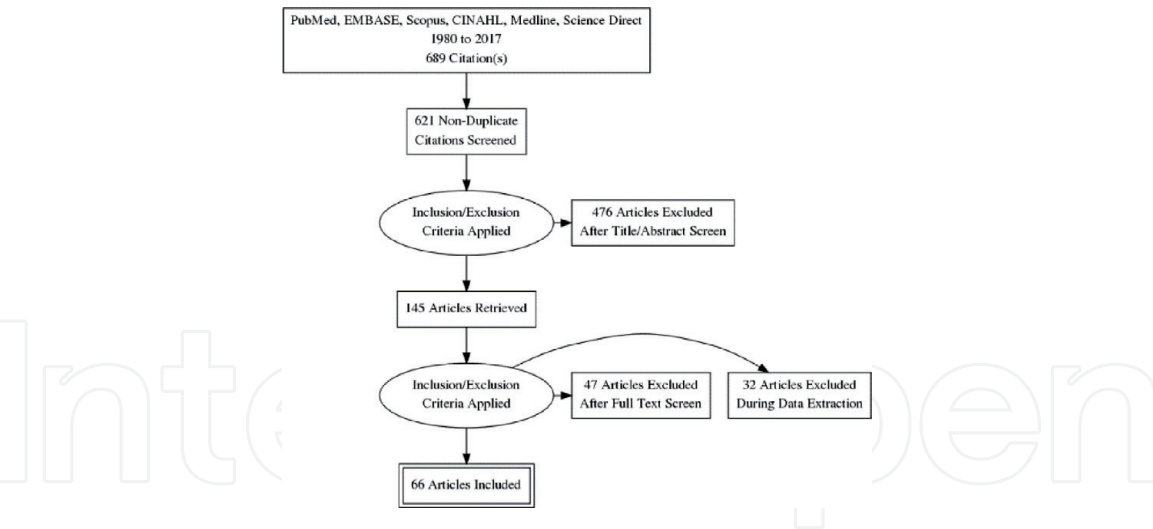 PubMed, EMBASE, Scopus, CINAHL, Medline, Science Direct
1980 to 2017
689 Citation(s)
621 Non-Duplicate
Citations Screened
Inclusion/Exclusion
Criteria Applied
476 Articles Excluded
After Title/Abstract Screen
145 Articles Retrieved
Inclusion/Exclusion
Criteria Applied
47 Articles Excluded
After Full Text Screen
32 Articles Excluded
During Data Extraction
66 Articles Included